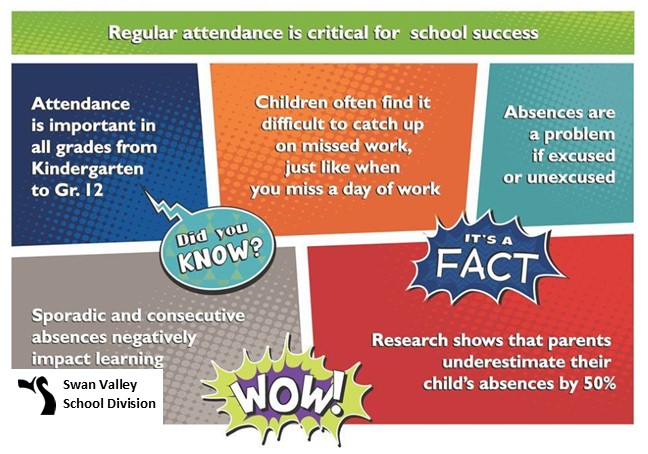 Regular attendance is critical for school success
Attendance
is important in
all grades from
Kindergarten
to Gr. 12
Children often find it
difficult to catch up
on missed work,
just like when
you miss a day of work
Absences are
a problem
if excused
or unexcused
Did you
KNOW?
IT'S A
FACT
Sporadic and consecutive
absences negatively
impact learning
Research shows that parents
underestimate their
child's absences by 50%
WOW!
Swan Valley
School Division